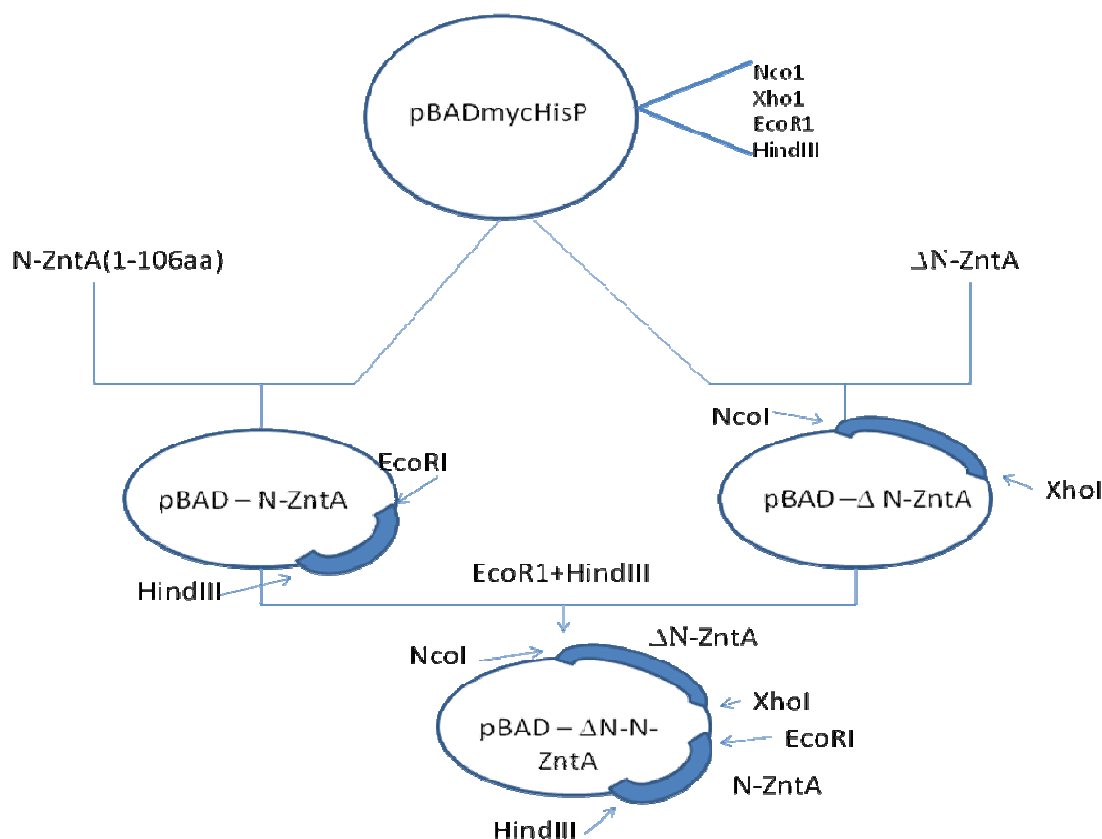 pBADmycHisP
Nco1
Xho1
EcoR1
HindIII
N-ZntA(1-106aa)
ΔN-ZntA
NcoI
EcoRI
pBAD – N-ZntA
pBAD –Δ N-ZntA
XhoI
HindIII
EcoR1+HindIII
ΔN-ZntA
NcoI
XhoI
pBAD – ΔN-N-
ZntA
EcoRI
N-ZntA
HindIII